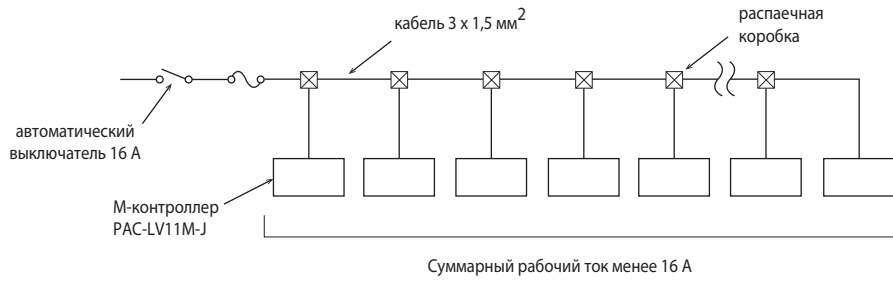 кабель 3 x 1,5 мм²
распаечная
коробка
автоматический
выключатель 16 А
М-контроллер
PAC-LV11M-J
Суммарный рабочий ток менее 16 А